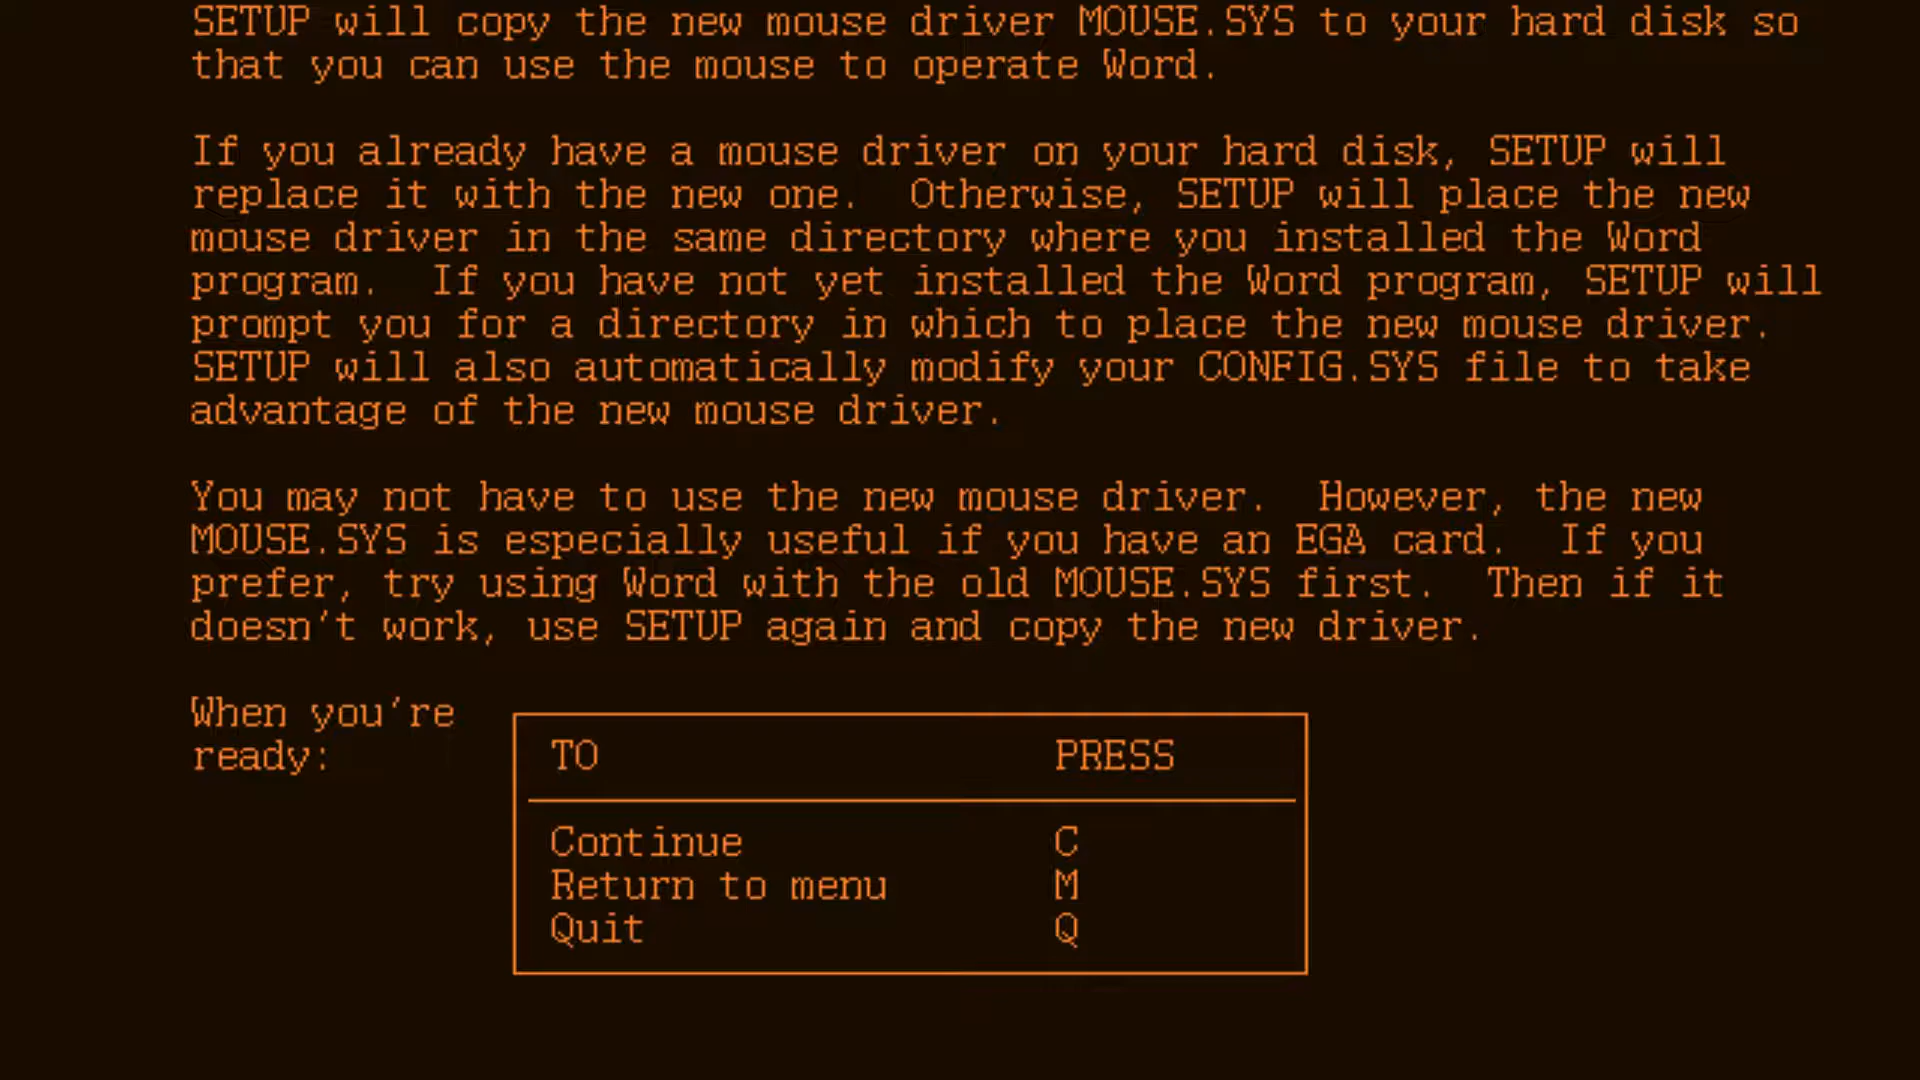 SETUP will copy the new mouse driver MOUSE.SYS to your hard disk so
that you can use the mouse to operate Word.
If you already have a mouse driver on your hard disk, SETUP will
replace it with the new one.  Otherwise, SETUP will place the new
mouse driver in the same directory where you installed the Word
program.  If you have not yet installed the Word program, SETUP will
prompt you for a directory in which to place the new mouse driver.
SETUP will also automatically modify your CONFIG.SYS file to take
advantage of the new mouse driver.
You may not have to use the new mouse driver.  However, the new
MOUSE.SYS is especially useful if you have an EGA card.  If you
prefer, try using Word with the old MOUSE.SYS first.  Then if it
doesn't work, use SETUP again and copy the new driver.
When you're
ready:
TO PRESS
Continue C
Return to menu M
Quit Q